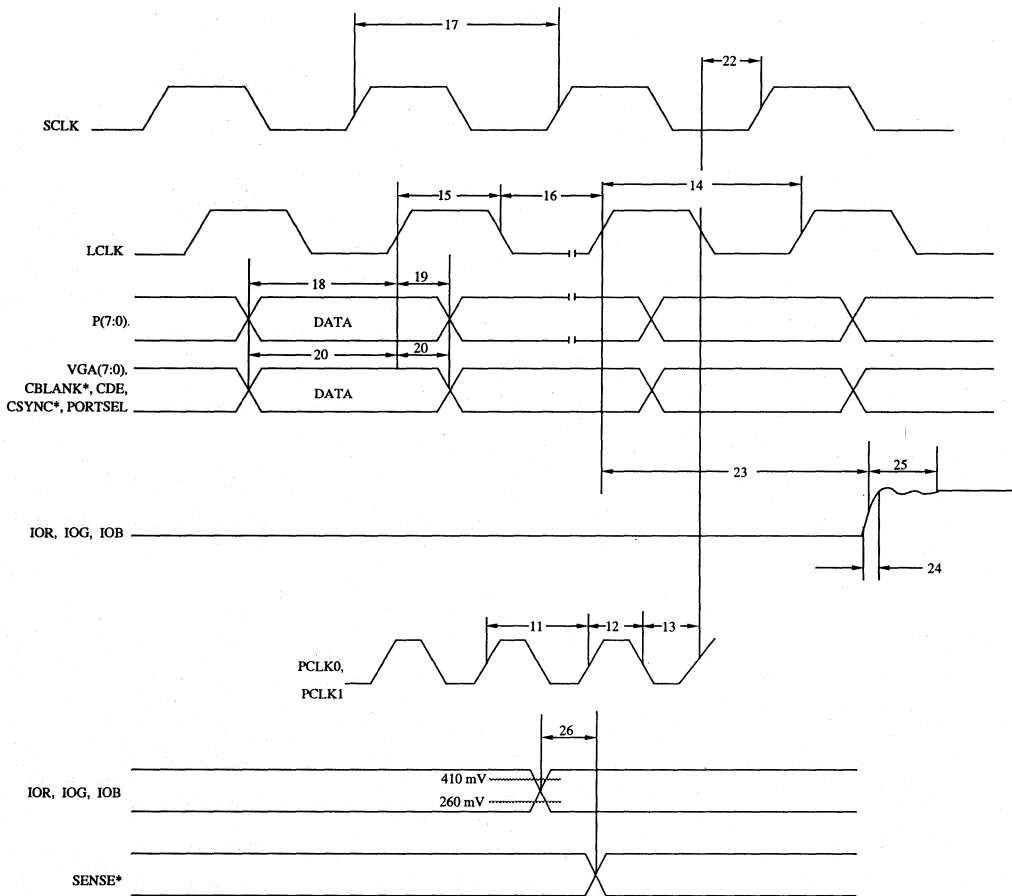 17
22
SCLK
15
16
14
LCLK
18
19
P(7:0).
DATA
20
20
VGA(7:0).
CBLANK*, CDE,
CSYNC*, PORTSEL
DATA
23
25
IOR, IOG, IOB
24
11
12
13
PCLK0,
PCLK1
26
410 mV
IOR, IOG, IOB
260 mV
SENSE*